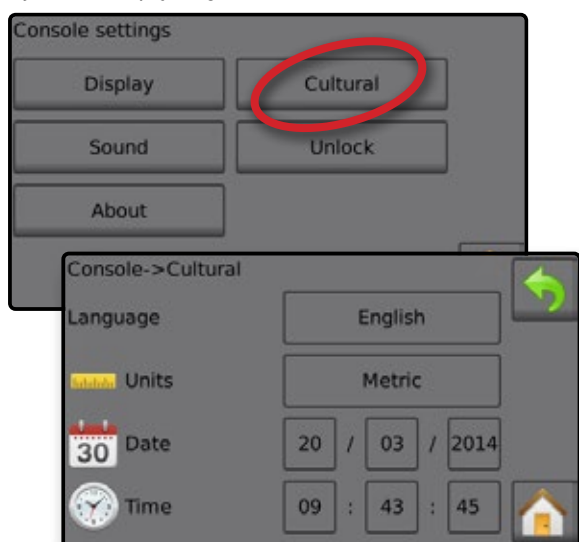 Console settings
Display Cultural
Sound Unlock
About
Console->Cultural
Language English
Units Metric
30 Date 20 / 03 / 2014
Time 09 : 43 : 45